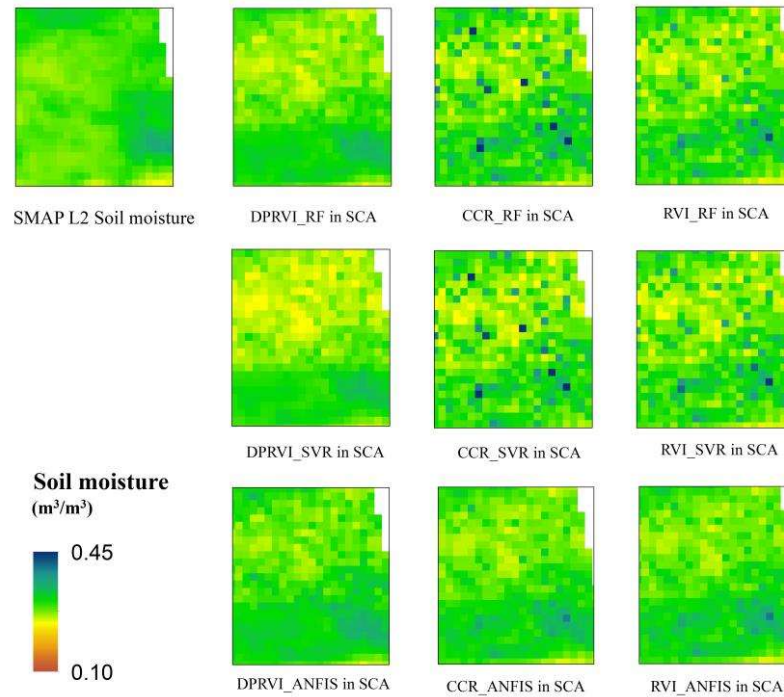 SMAP L2 Soil moisture
DPRVI_RF in SCA
CCR_RF in SCA
RVI_RF in SCA
DPRVI_SVR in SCA
CCR_SVR in SCA
RVI_SVR in SCA
Soil moisture
(m³/m³)
0.45
0.10
DPRVI_ANFIS in SCA
CCR_ANFIS in SCA
RVI_ANFIS in SCA